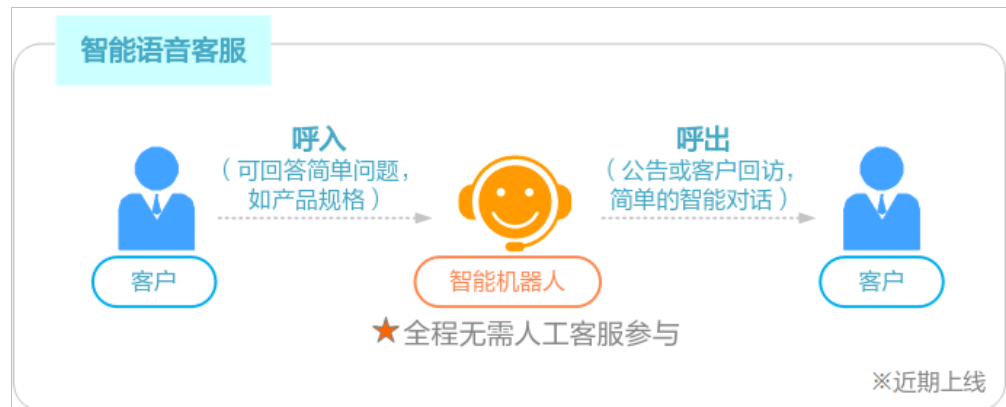 智能语音客服
呼入
（可回答简单问题，
如产品规格）
呼出
（公告或客户回访，
简单的智能对话）
客户
智能机器人
客户
★全程无需人工客服参与
※近期上线